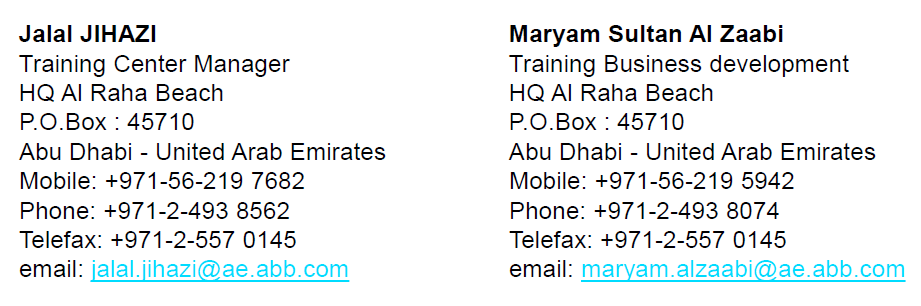 Jalal JIHAZI
Training Center Manager
HQ Al Raha Beach
P.O.Box : 45710
Abu Dhabi - United Arab Emirates
Mobile: +971-56-219 7682
Phone: +971-2-493 8562
Telefax: +971-2-557 0145
email: jalal.jihazi@ae.abb.com
Maryam Sultan Al Zaabi
Training Business development
HQ Al Raha Beach
P.O.Box : 45710
Abu Dhabi - United Arab Emirates
Mobile: +971-56-219 5942
Phone: +971-2-493 8074
Telefax: +971-2-557 0145
email: maryam.alzaabi@ae.abb.com